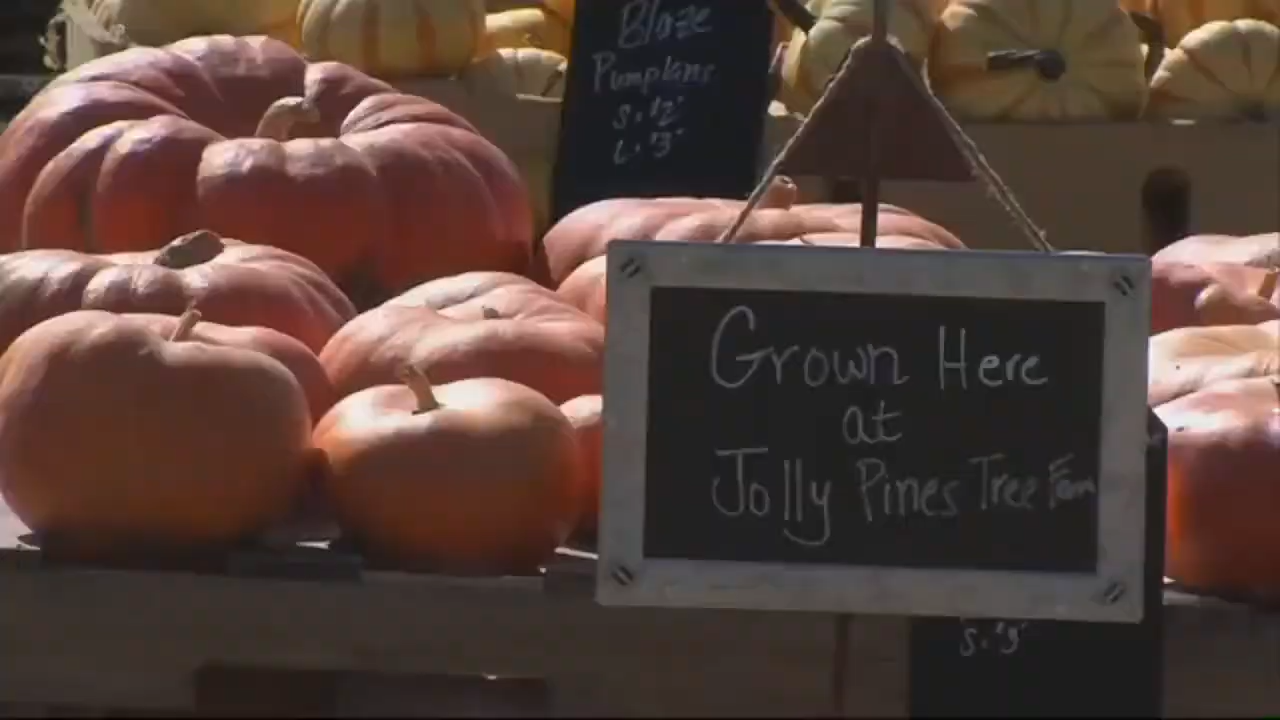 Blaze
Pumpkins
S. $2
L. $3
Grown Here
at
Jolly Pines Tree Farm